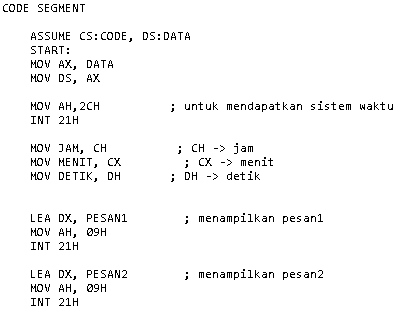 CODE SEGMENT
ASSUME CS:CODE, DS:DATA
START:
MOV AX, DATA
MOV DS, AX
MOV AH,2CH ; untuk mendapatkan sistem waktu
INT 21H
MOV JAM, CH ; CH -> jam
MOV MENIT, CX ; CX -> menit
MOV DETIK, DH ; DH -> detik
LEA DX, PESAN1 ; menampilkan pesan1
MOV AH, 09H
INT 21H
LEA DX, PESAN2 ; menampilkan pesan2
MOV AH, 09H
INT 21H